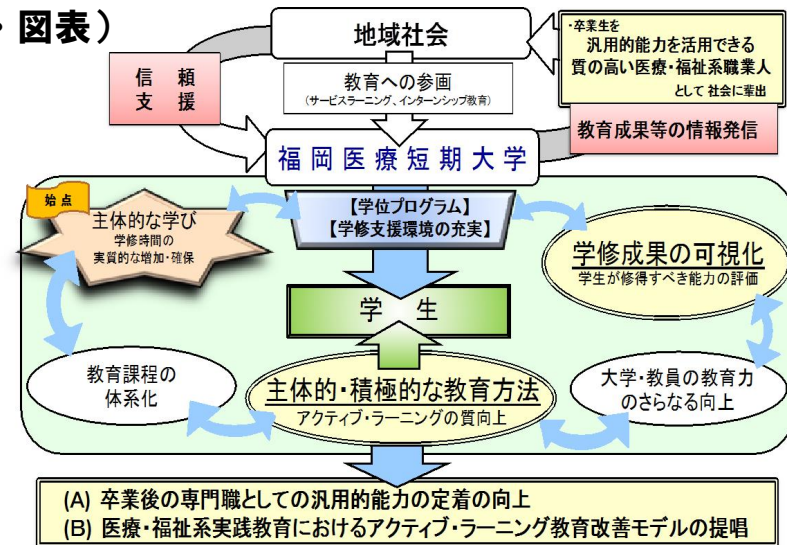 ・図表）
地域社会
・卒業生を
汎用的能力を活用できる
質の高い医療・福祉系職業人
として 社会に輩出
信 頼
支 援
教育への参画
（サービスラーニング、インターンシップ教育）
教育成果等の情報発信
福岡医療短期大学
始 点
主体的な学び
学修時間の
実質的な増加・確保
【学位プログラム】
【学修支援環境の充実】
学修成果の可視化
学生が修得すべき能力の評価
学 生
教育課程の
体系化
主体的・積極的な教育方法
アクティブ・ラーニングの質向上
大学・教員の教育力
のさらなる向上
(A) 卒業後の専門職としての汎用的能力の定着の向上
(B) 医療・福祉系実践教育におけるアクティブ・ラーニング教育改善モデルの提唱